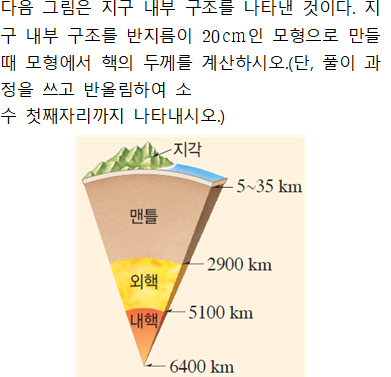 다음 그림은 지구 내부 구조를 나타낸 것이다. 지
구 내부 구조를 반지름이 20cm인 모형으로 만들
때 모형에서 핵의 두께를 계산하시오.(단, 풀이 과
정을 쓰고 반올림하여 소
수 첫째자리까지 나타내시오.)
지각
5~35 km
맨틀
2900 km
외핵
5100 km
내핵
6400 km